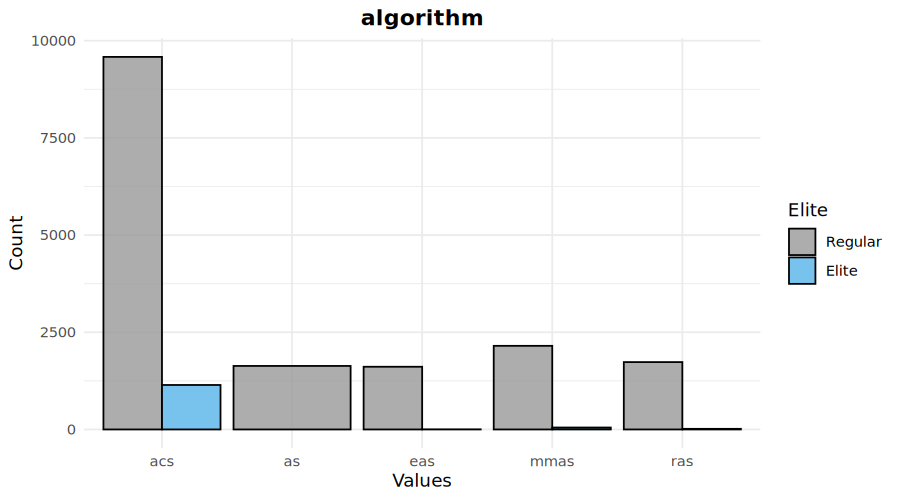 algorithm
10000
7500
5000
2500
0
Count
acs as eas mmas ras
Values
Elite
Regular
Elite